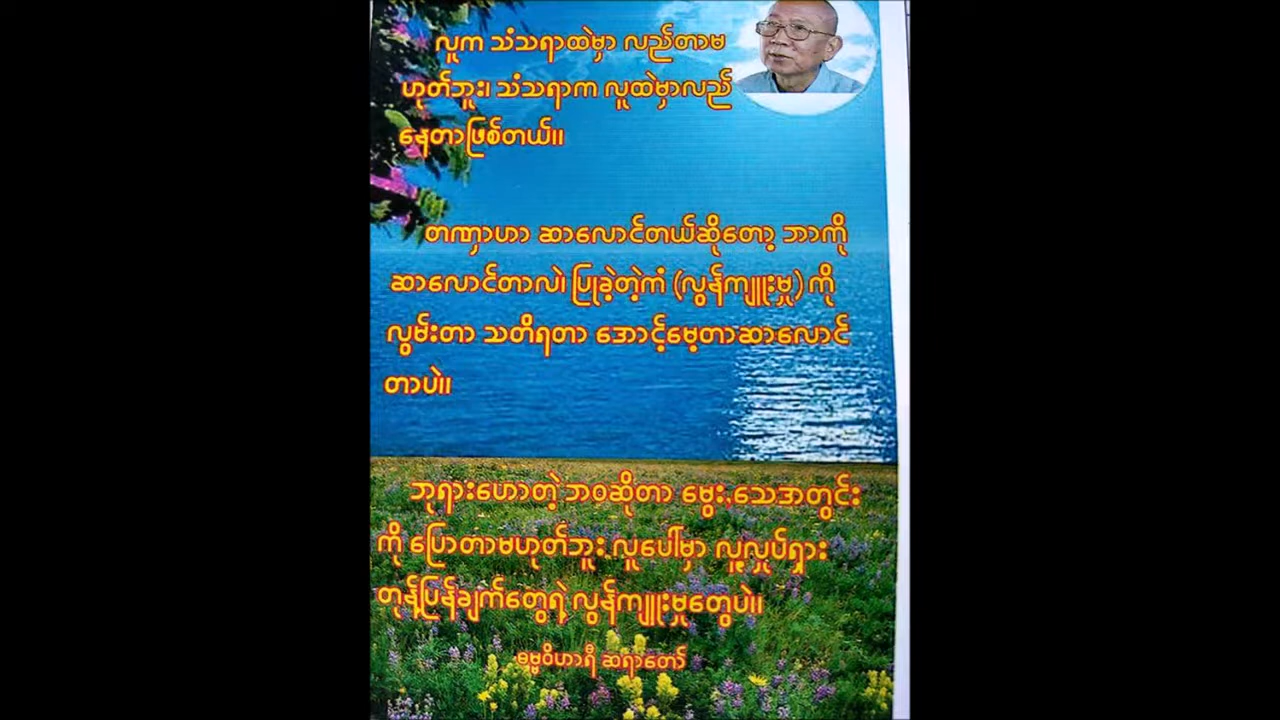 လူက သံသရာထဲမှာ လည်တာမ
ဟုတ်ဘူး၊ သံသရာက လူထဲမှာလည်
နေတာဖြစ်တယ်။
တဏှာဟာ ဆာလောင်တယ်ဆိုတော့ ဘာကို
ဆာလောင်တာလဲ၊ ပြုခဲ့တဲ့ကံ (လွန်ကျူးမှု) ကို
လွမ်းတာ သတိရတာ အောင့်မေ့တာဆာလောင်
တာပဲ။
ဘုရားဟောတဲ့ ဘဝဆိုတာ မွေး,သေအတွင်း
ကို ပြောတာမဟုတ်ဘူး လူပေါ်မှာ လူ့လှုပ်ရှား
တုန့်ပြန်ချက်တွေရဲ့ လွန်ကျူးမှုတွေပဲ။
ဓမ္မဝိဟာရီ ဆရာတော်